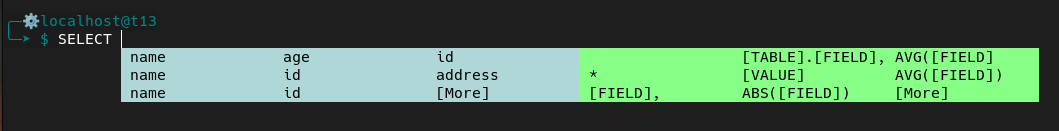 localhost@t13
$ SELECT
name age id [TABLE].[FIELD], AVG([FIELD]
name id address * [VALUE] AVG([FIELD])
name id [More] [FIELD], ABS([FIELD]) [More]